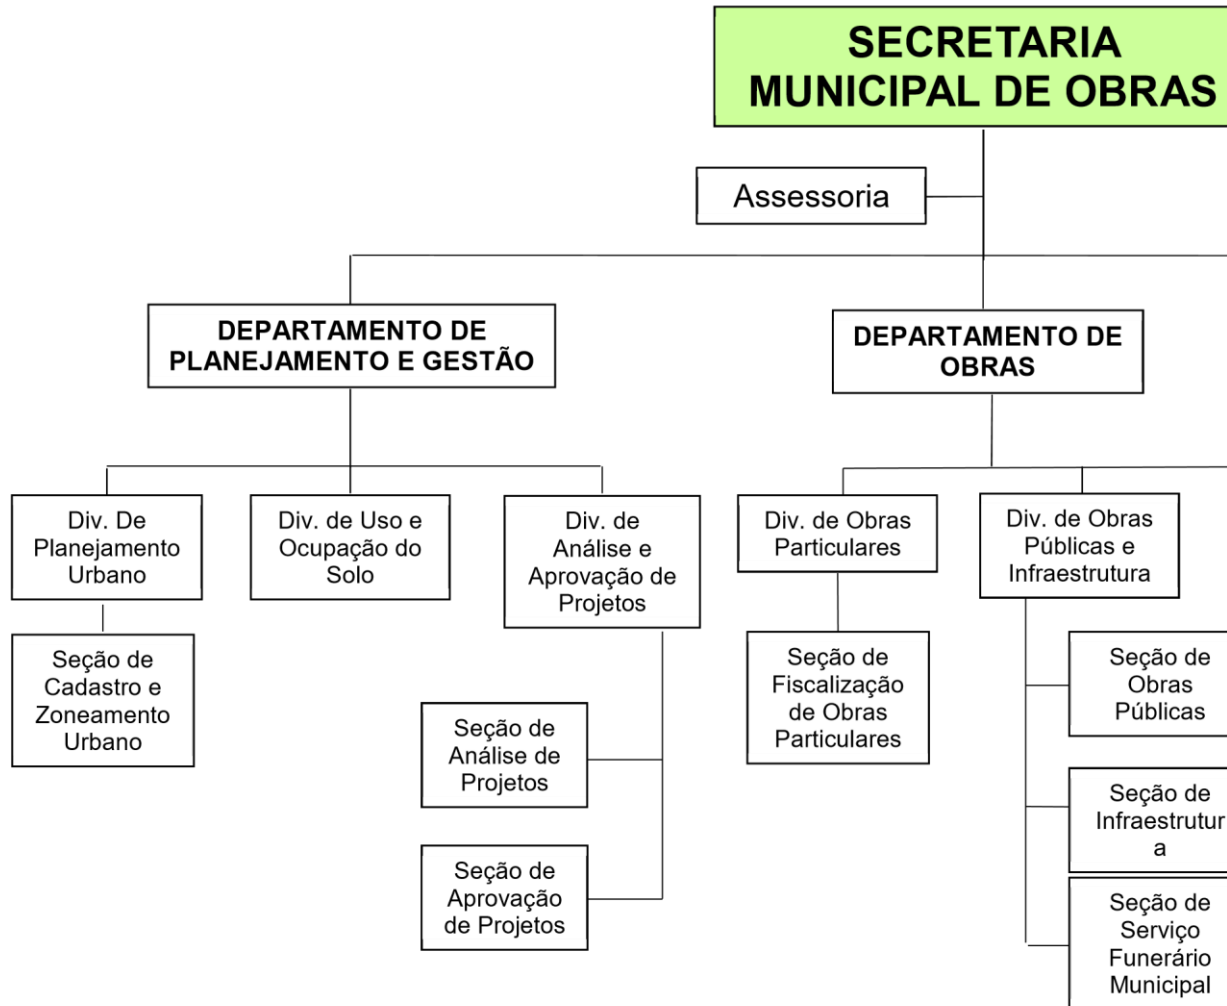 SECRETARIA
MUNICIPAL DE OBRAS
Assessoria
DEPARTAMENTO DE
PLANEJAMENTO E GESTÃO
DEPARTAMENTO DE
OBRAS
Div. De
Planejamento
Urbano
Div. de Uso e
Ocupação do
Solo
Div. de
Análise e
Aprovação de
Projetos
Div. de Obras
Particulares
Div. de Obras
Públicas e
Infraestrutura
Seção de
Cadastro e
Zoneamento
Urbano
Seção de
Análise de
Projetos
Seção de
Aprovação
de Projetos
Seção de
Fiscalização
de Obras
Particulares
Seção de
Obras
Públicas
Seção de
Infraestrutur
a
Seção de
Serviço
Funerário
Municipal